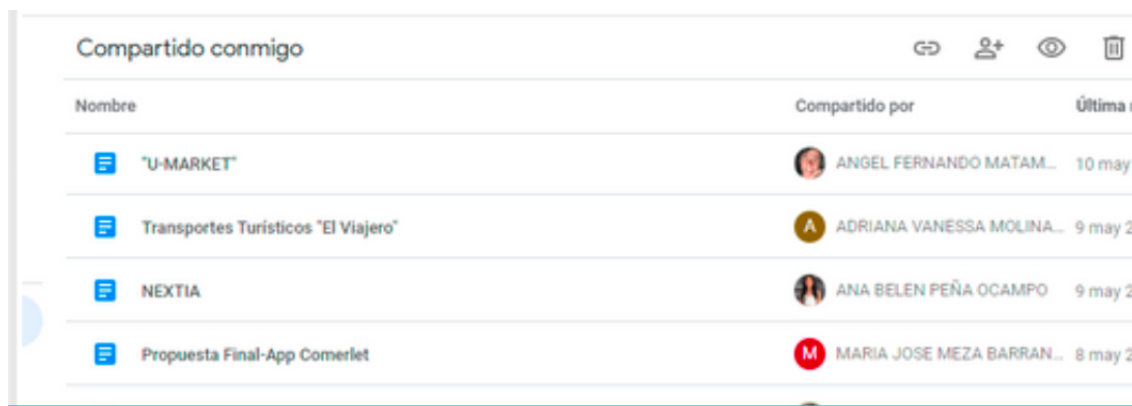 Compartido conmigo
Nombre Compartido por Última
"U-MARKET" ANGEL FERNANDO MATAM... 10 may
A
Transportes Turísticos "El Viajero" ADRIANA VANESSA MOLINA... 9 may 2
NEXTIA ANA BELEN PEÑA OCAMPO 9 may 2
M
Propuesta Final-App Comerlet MARIA JOSE MEZA BARRAN... 8 may 2